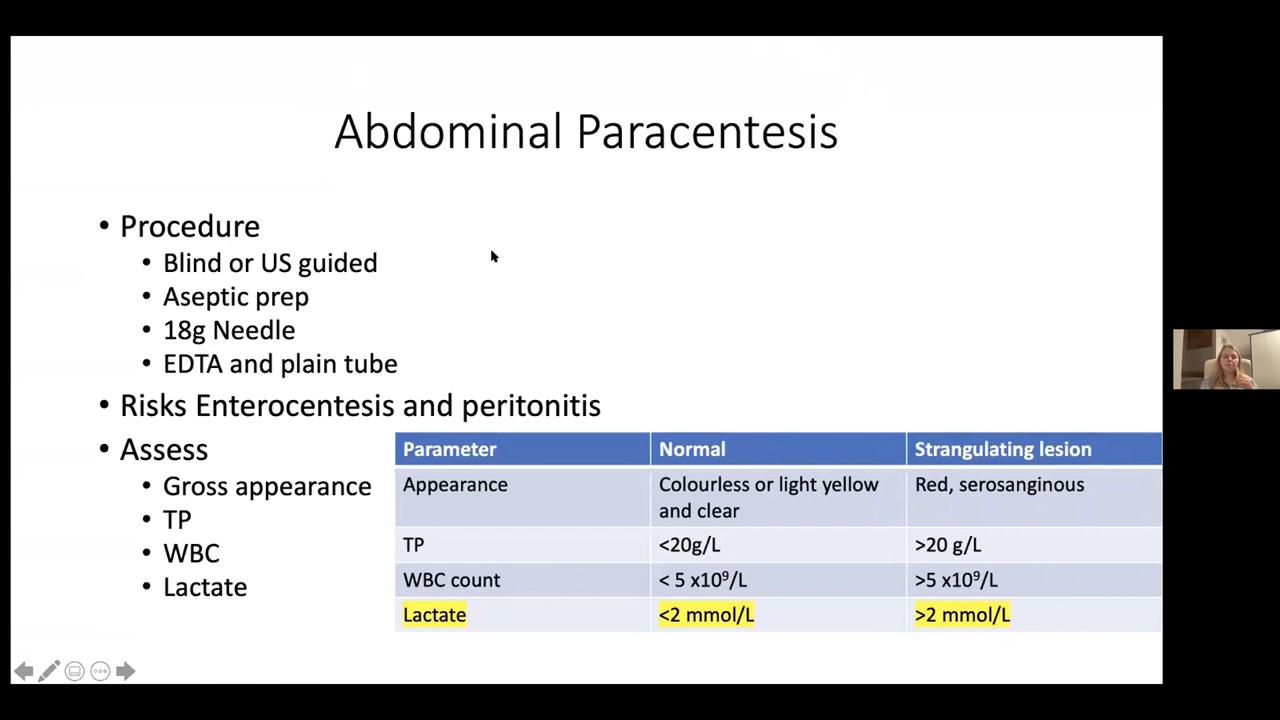 Abdominal Paracentesis
• Procedure
• Blind or US guided
• Aseptic prep
• 18g Needle
• EDTA and plain tube
• Risks Enterocentesis and peritonitis
• Assess
• Gross appearance
• TP
• WBC
• Lactate
Parameter Normal Strangulating lesion
Appearance Colourless or light yellow Red, serosanginous
and clear
TP <20g/L >20 g/L
WBC count < 5 x10⁹/L >5 x10⁹/L
Lactate <2 mmol/L >2 mmol/L